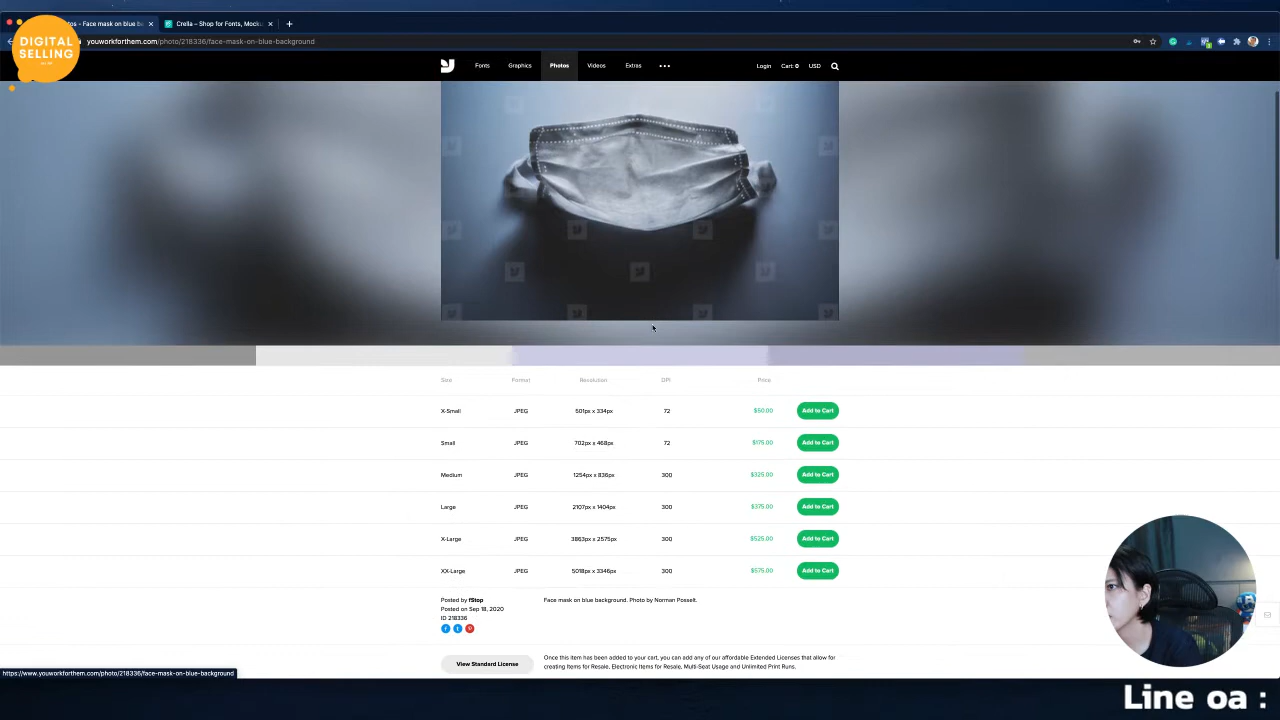 DIGITAL
SELLING
os - Face mask on blue b
Crella – Shop for Fonts, Mocku
youworkforthem.com/photo/218336/face-mask-on-blue-background
Fonts Graphics Photos Videos Extras Login Cart: 0 USD
Size Format Resolution DPI Price
X-Small JPEG 501px x 334px 72 $50.00 Add to Cart
Small JPEG 702px x 468px 72 $175.00 Add to Cart
Medium JPEG 1254px x 836px 300 $325.00 Add to Cart
Large JPEG 2107px x 1404px 300 $375.00 Add to Cart
X-Large JPEG 3863px x 2575px 300 $525.00 Add to Cart
XX-Large JPEG 5018px x 3346px 300 $575.00 Add to Cart
Posted by fStop Face mask on blue background. Photo by Norman Posselt.
Posted on Sep 18, 2020
ID 218336
View Standard License
Once this item has been added to your cart, you can add any of our affordable Extended Licenses that allow for
creating Items for Resale, Electronic Items for Resale, Multi-Seat Usage and Unlimited Print Runs.
https://www.youworkforthem.com/photo/218336/face-mask-on-blue-background
Line oa :